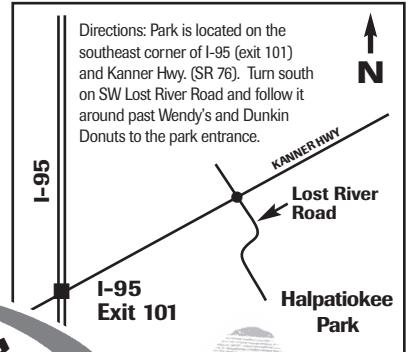 Directions: Park is located on the
southeast corner of I-95 (exit 101)
and Kanner Hwy. (SR 76).  Turn south
on SW Lost River Road and follow it
around past Wendy's and Dunkin
Donuts to the park entrance.
N
KANNER HWY
I-95
Lost River
Road
I-95
Exit 101
Halpatiokee
Park